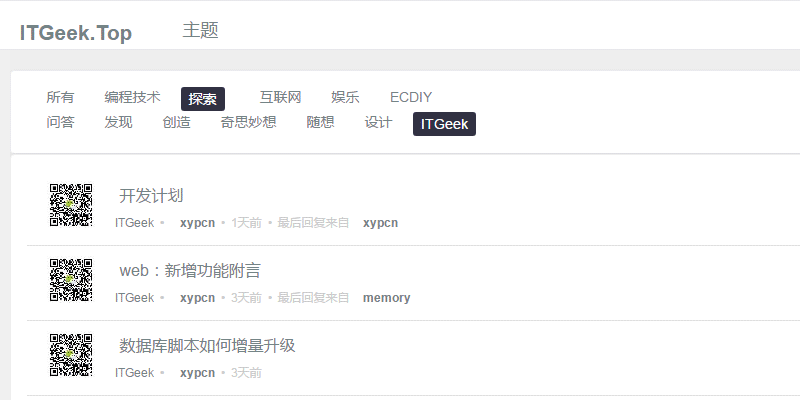 ITGeek.Top 主题
所有 编程技术 探索 互联网 娱乐 ECDIY
问答 发现 创造 奇思妙想 随想 设计 ITGeek
开发计划
ITGeek • xypcn • 1天前 • 最后回复来自 xypcn
web：新增功能附言
ITGeek • xypcn • 3天前 • 最后回复来自 memory
数据库脚本如何增量升级
ITGeek • xypcn • 3天前